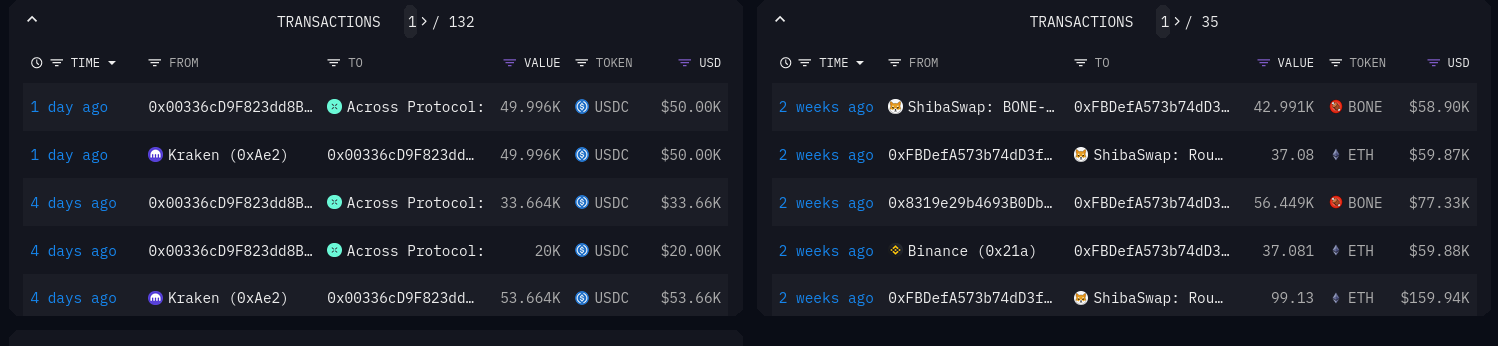 TRANSACTIONS 1 / 132
TIME FROM TO VALUE TOKEN USD
1 day ago 0x00336cD9F823dd8B… Across Protocol: 49.996K USDC $50.00K
1 day ago Kraken (0xAe2) 0x00336cD9F823dd… 49.996K USDC $50.00K
4 days ago 0x00336cD9F823dd8B… Across Protocol: 33.664K USDC $33.66K
4 days ago 0x00336cD9F823dd8B… Across Protocol: 20K USDC $20.00K
4 days ago Kraken (0xAe2) 0x00336cD9F823dd… 53.664K USDC $53.66K
TRANSACTIONS 1 / 35
TIME FROM TO VALUE TOKEN USD
2 weeks ago ShibaSwap: BONE-… 0xFBDefA573b74dD3… 42.991K BONE $58.90K
2 weeks ago 0xFBDefA573b74dD3f… ShibaSwap: Rou… 37.08 ETH $59.87K
2 weeks ago 0x8319e29b4693B0Db… 0xFBDefA573b74dD3… 56.449K BONE $77.33K
2 weeks ago Binance (0x21a) 0xFBDefA573b74dD3… 37.081 ETH $59.88K
2 weeks ago 0xFBDefA573b74dD3f… ShibaSwap: Rou… 99.13 ETH $159.94K